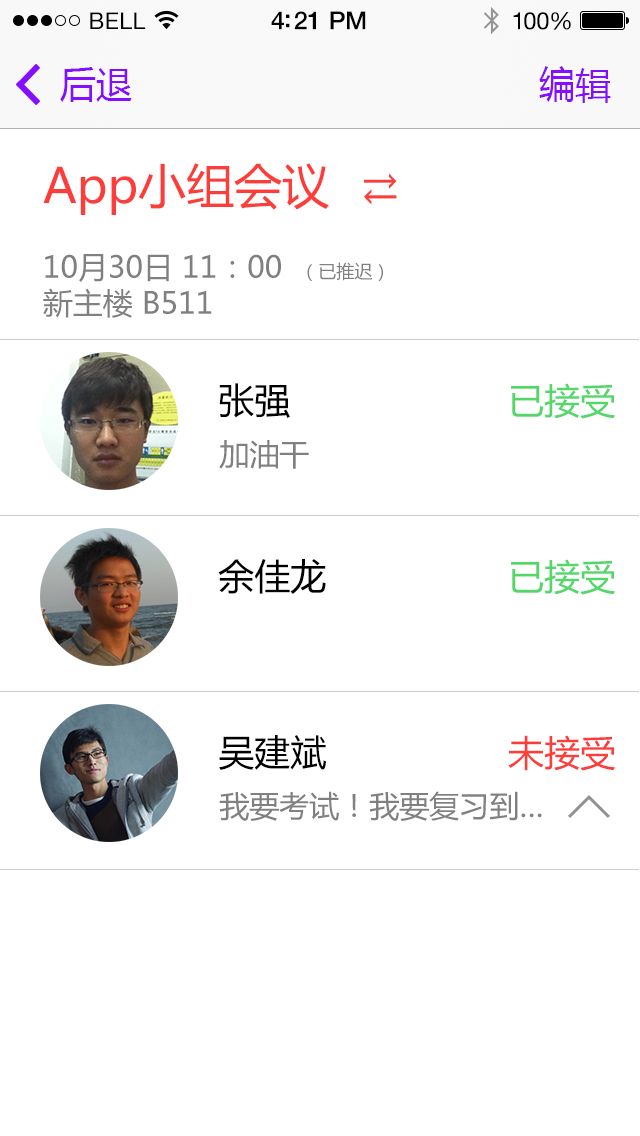 BELL 4:21 PM 100%
后退 编辑
App小组会议
10月30日 11：00 （已推迟）
新主楼 B511
张强 已接受
加油干
余佳龙 已接受
吴建斌 未接受
我要考试！我要复习到...